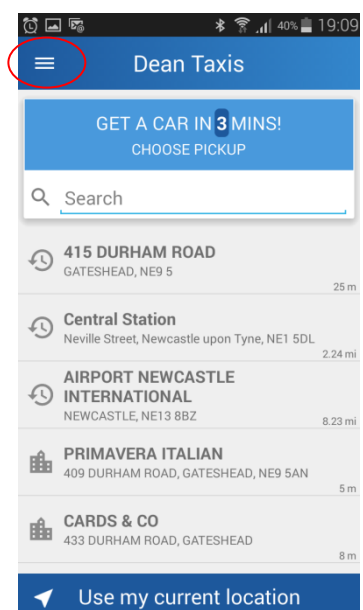 40% 19:09
Dean Taxis
GET A CAR IN 3 MINS!
CHOOSE PICKUP
Search
415 DURHAM ROAD
GATESHEAD, NE9 5
25 m
Central Station
Neville Street, Newcastle upon Tyne, NE1 5DL
2.24 mi
AIRPORT NEWCASTLE
INTERNATIONAL
NEWCASTLE, NE13 8BZ
8.23 mi
PRIMAVERA ITALIAN
409 DURHAM ROAD, GATESHEAD, NE9 5AN
5 m
CARDS & CO
433 DURHAM ROAD, GATESHEAD
8 m
Use my current location